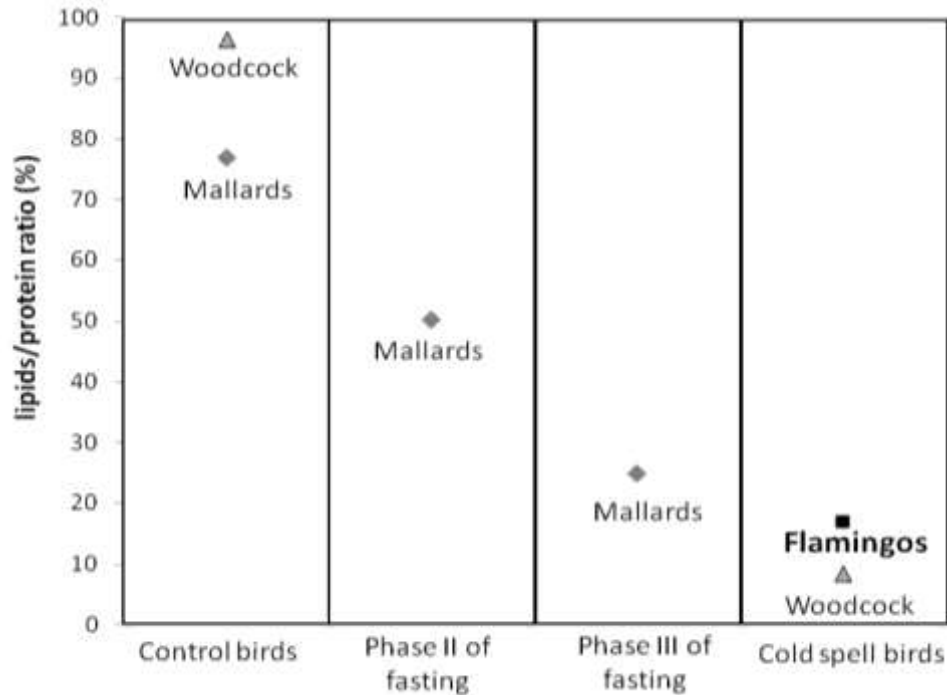 lipids/protein ratio (%)
100
90
80
70
60
50
40
30
20
10
0
Woodcock
Mallards
Mallards
Mallards
Flamingos
Woodcock
Control birds
Phase II of
fasting
Phase III of
fasting
Cold spell birds